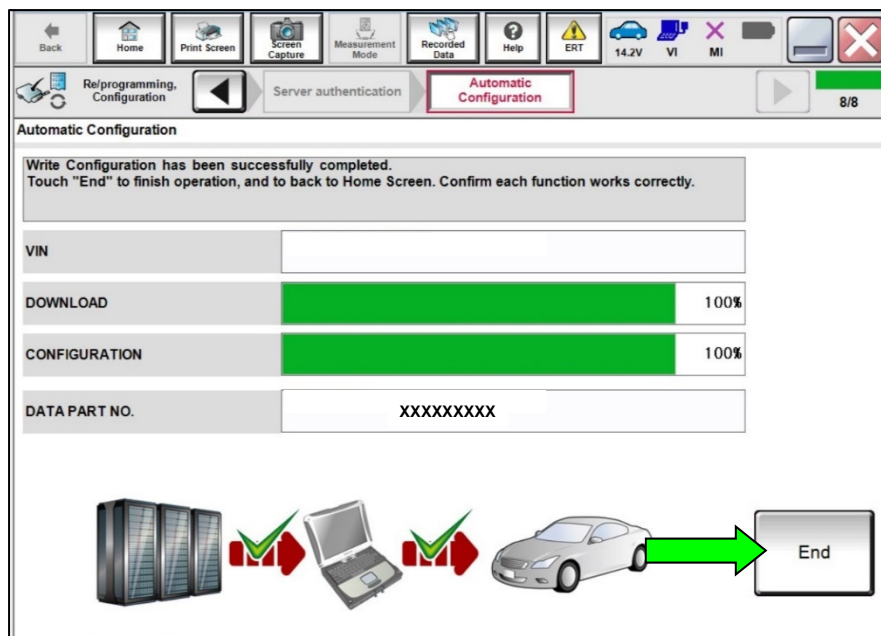 Back
Home
Print Screen
Screen
Capture
Measurement
Mode
Recorded
Data
Help
ERT
14.2V
VI
MI
Re/programming,
Configuration
Server authentication
Automatic
Configuration
8/8
Automatic Configuration
Write Configuration has been successfully completed.
Touch "End" to finish operation, and to back to Home Screen. Confirm each function works correctly.
VIN
DOWNLOAD
100%
CONFIGURATION
100%
DATA PART NO.
XXXXXXXXX
End